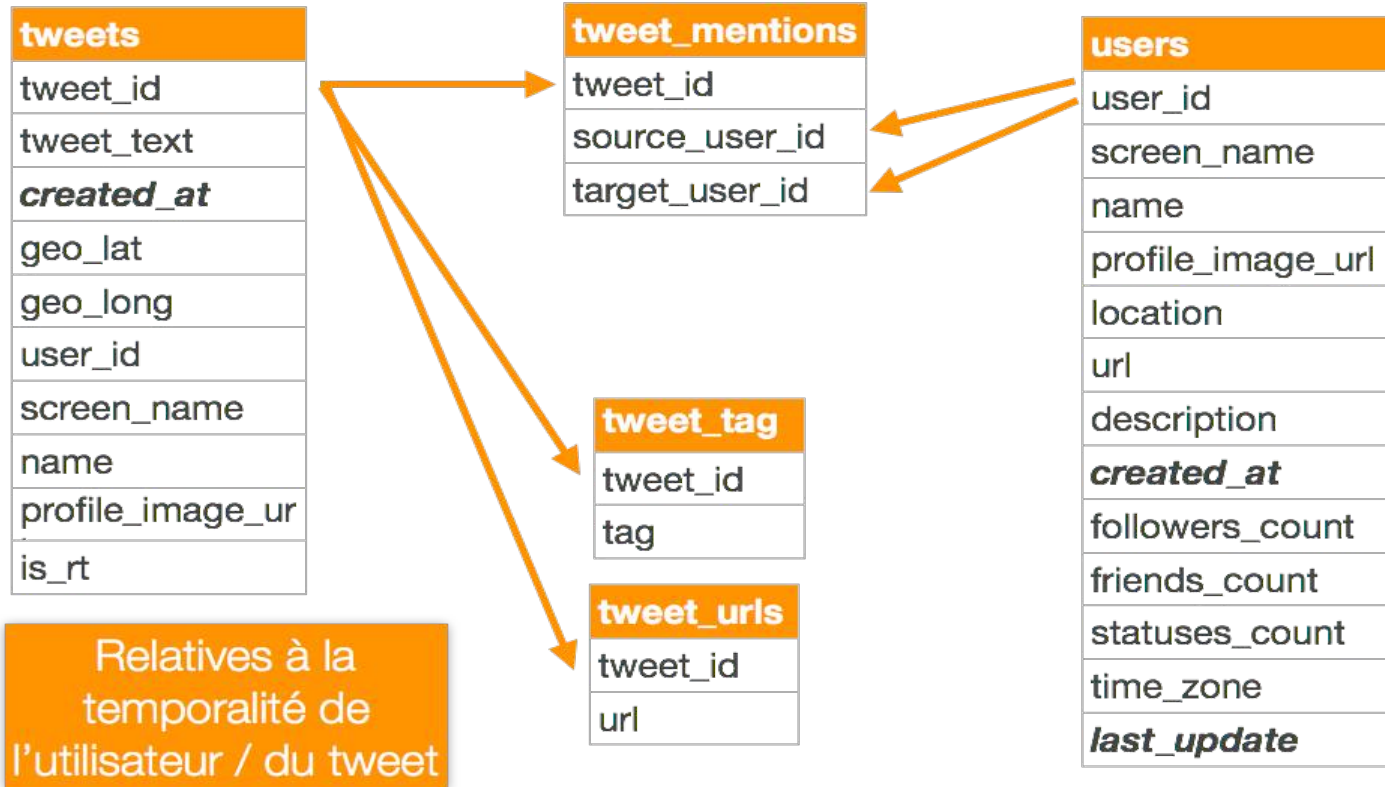 tweets
tweet_id
tweet_text
created_at
geo_lat
geo_long
user_id
screen_name
name
profile_image_ur
is_rt
Relatives à la
temporalité de
l'utilisateur / du tweet
tweet_mentions
tweet_id
source_user_id
target_user_id
tweet_tag
tweet_id
tag
tweet_urls
tweet_id
url
users
user_id
screen_name
name
profile_image_url
location
url
description
created_at
followers_count
friends_count
statuses_count
time_zone
last_update